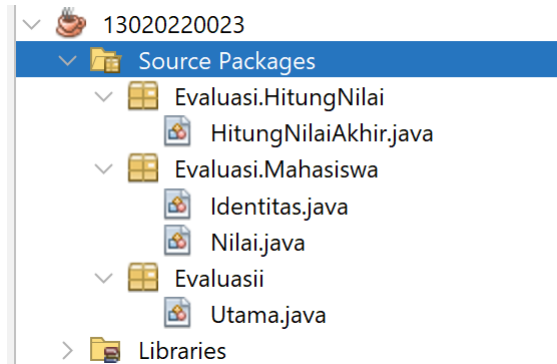 13020220023
Source Packages
Evaluasi.HitungNilai
HitungNilaiAkhir.java
Evaluasi.Mahasiswa
Identitas.java
Nilai.java
Evaluasii
Utama.java
Libraries